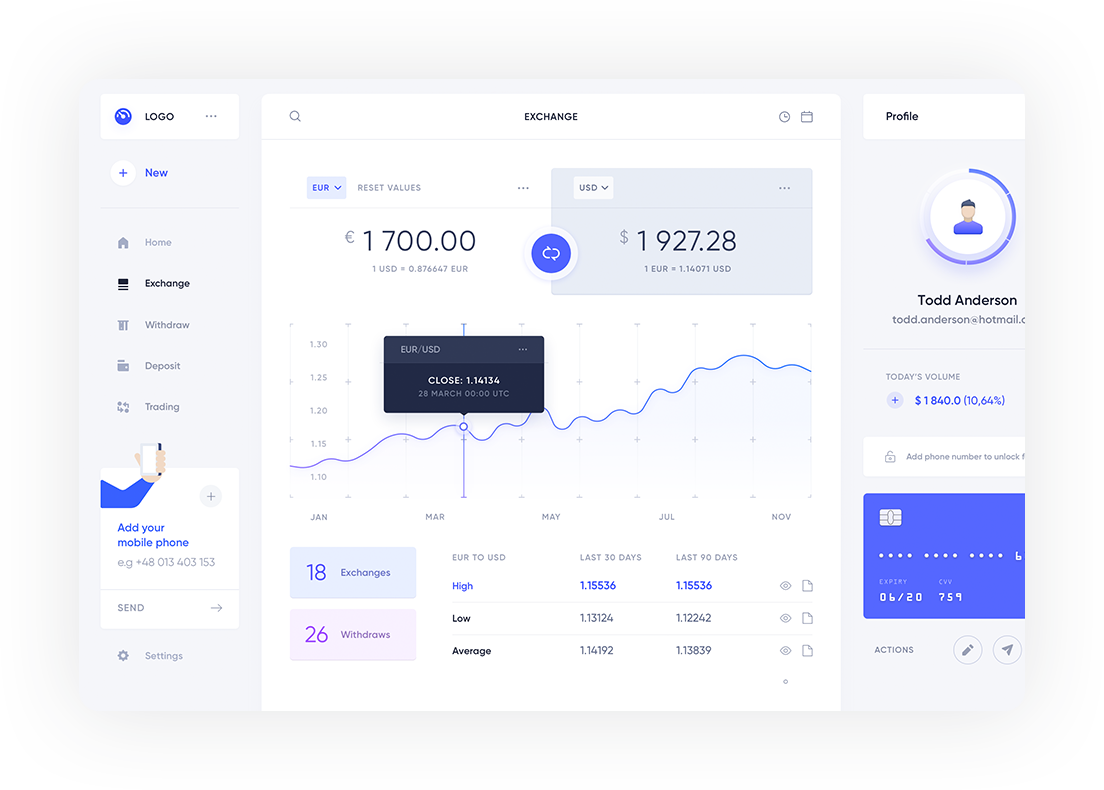 LOGO
New
Home
Exchange
Withdraw
Deposit
Trading
Add your
mobile phone
e.g +48 013 403 153
SEND
Settings
EXCHANGE
EUR
RESET VALUES
USD
€ 1 700.00
1 USD = 0.876647 EUR
$ 1 927.28
1 EUR = 1.14071 USD
1.30
1.25
1.20
1.15
1.10
EUR/USD
CLOSE: 1.14134
28 MARCH 00:00 UTC
JAN MAR MAY JUL NOV
18 Exchanges
26 Withdraws
EUR TO USD LAST 30 DAYS LAST 90 DAYS
High 1.15536 1.15536
Low 1.13124 1.12242
Average 1.14192 1.13839
Profile
Todd Anderson
todd.anderson@hotmail.c
TODAY'S VOLUME
$ 1 840.0 (10,64%)
Add phone number to unlock f
EXPIRY CVV
06/20 759
ACTIONS